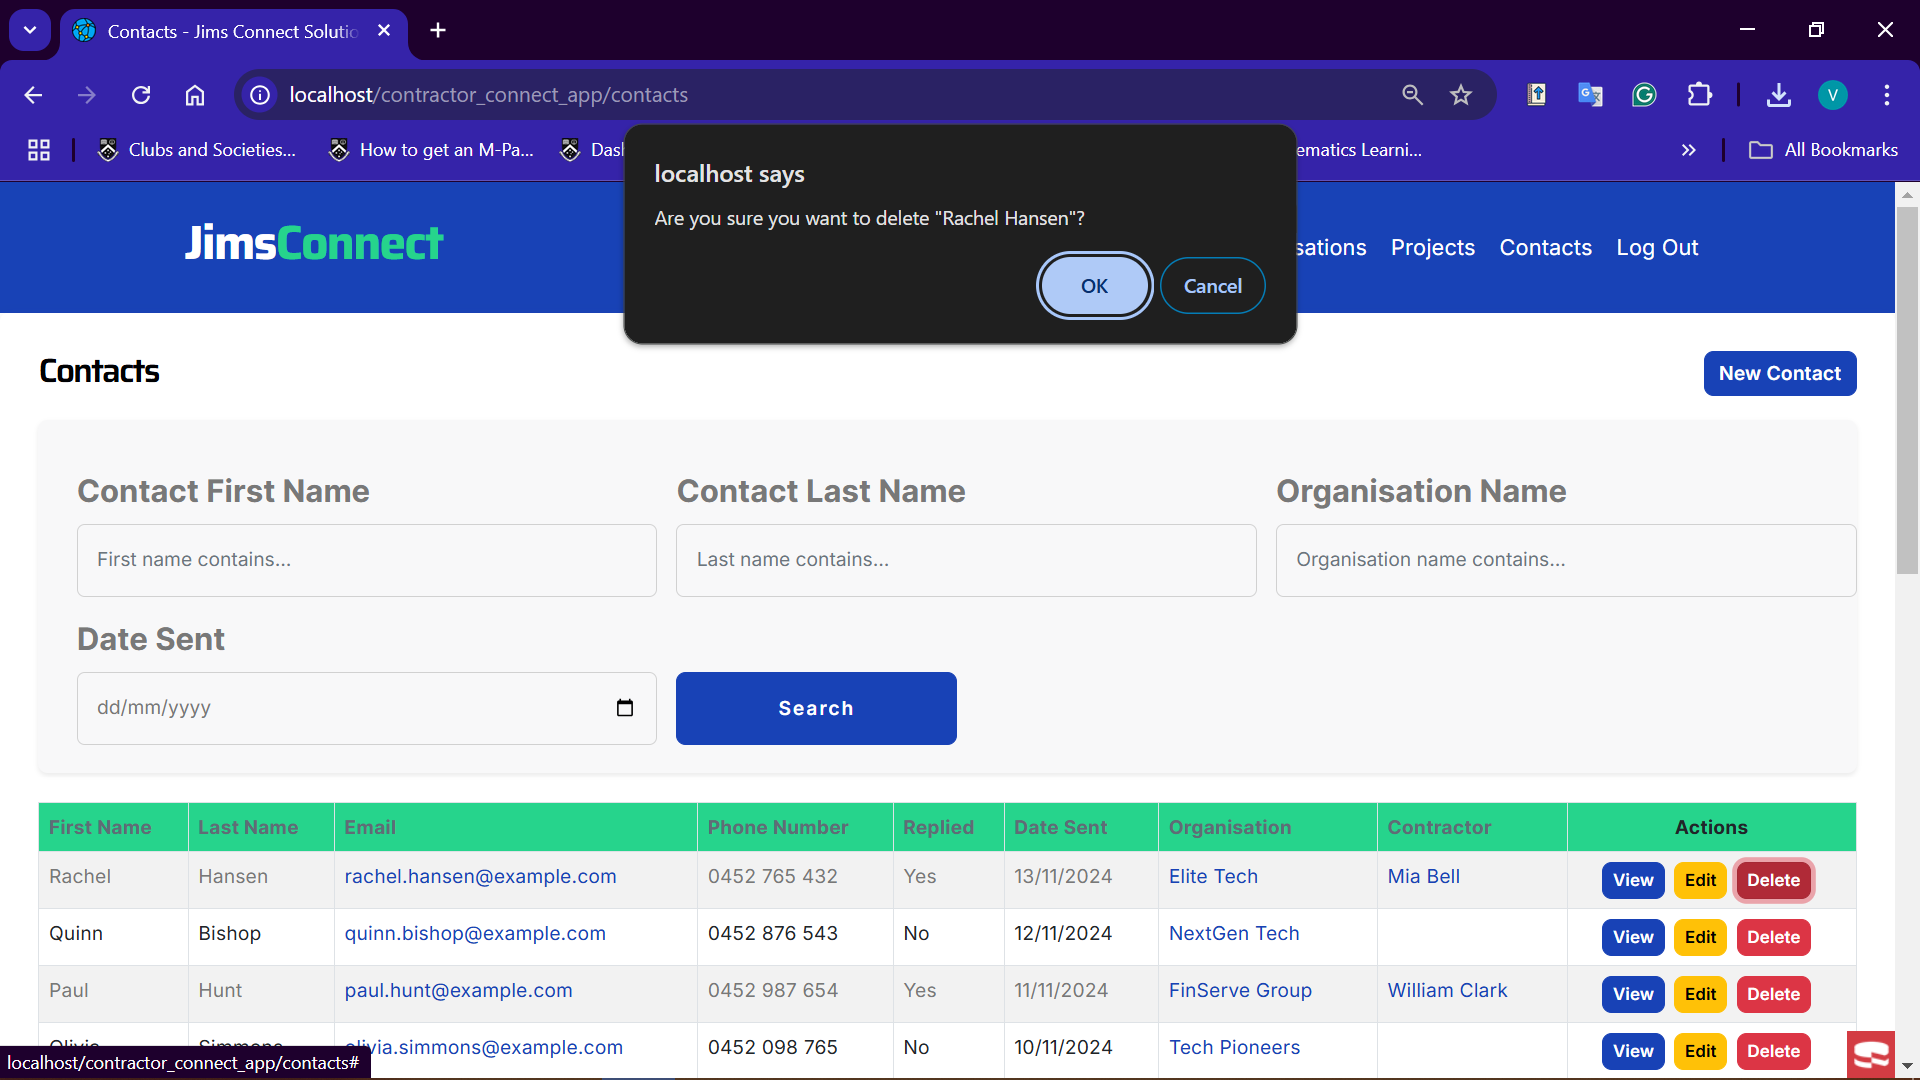 Contacts - Jims Connect Solutio
localhost/contractor_connect_app/contacts
V
Clubs and Societies...
How to get an M-Pa...
Das
ematics Learni...
All Bookmarks
localhost says
Are you sure you want to delete "Rachel Hansen"?
OK
Cancel
JimsConnect
sations
Projects
Contacts
Log Out
Contacts
New Contact
Contact First Name
Contact Last Name
Organisation Name
First name contains...
Last name contains...
Organisation name contains...
Date Sent
dd/mm/yyyy
Search
First Name Last Name Email Phone Number Replied Date Sent Organisation Contractor Actions
Rachel Hansen rachel.hansen@example.com 0452 765 432 Yes 13/11/2024 Elite Tech Mia Bell View Edit Delete
Quinn Bishop quinn.bishop@example.com 0452 876 543 No 12/11/2024 NextGen Tech View Edit Delete
Paul Hunt paul.hunt@example.com 0452 987 654 Yes 11/11/2024 FinServe Group William Clark View Edit Delete
Olivia Simmons olivia.simmons@example.com 0452 098 765 No 10/11/2024 Tech Pioneers View Edit Delete
localhost/contractor_connect_app/contacts#